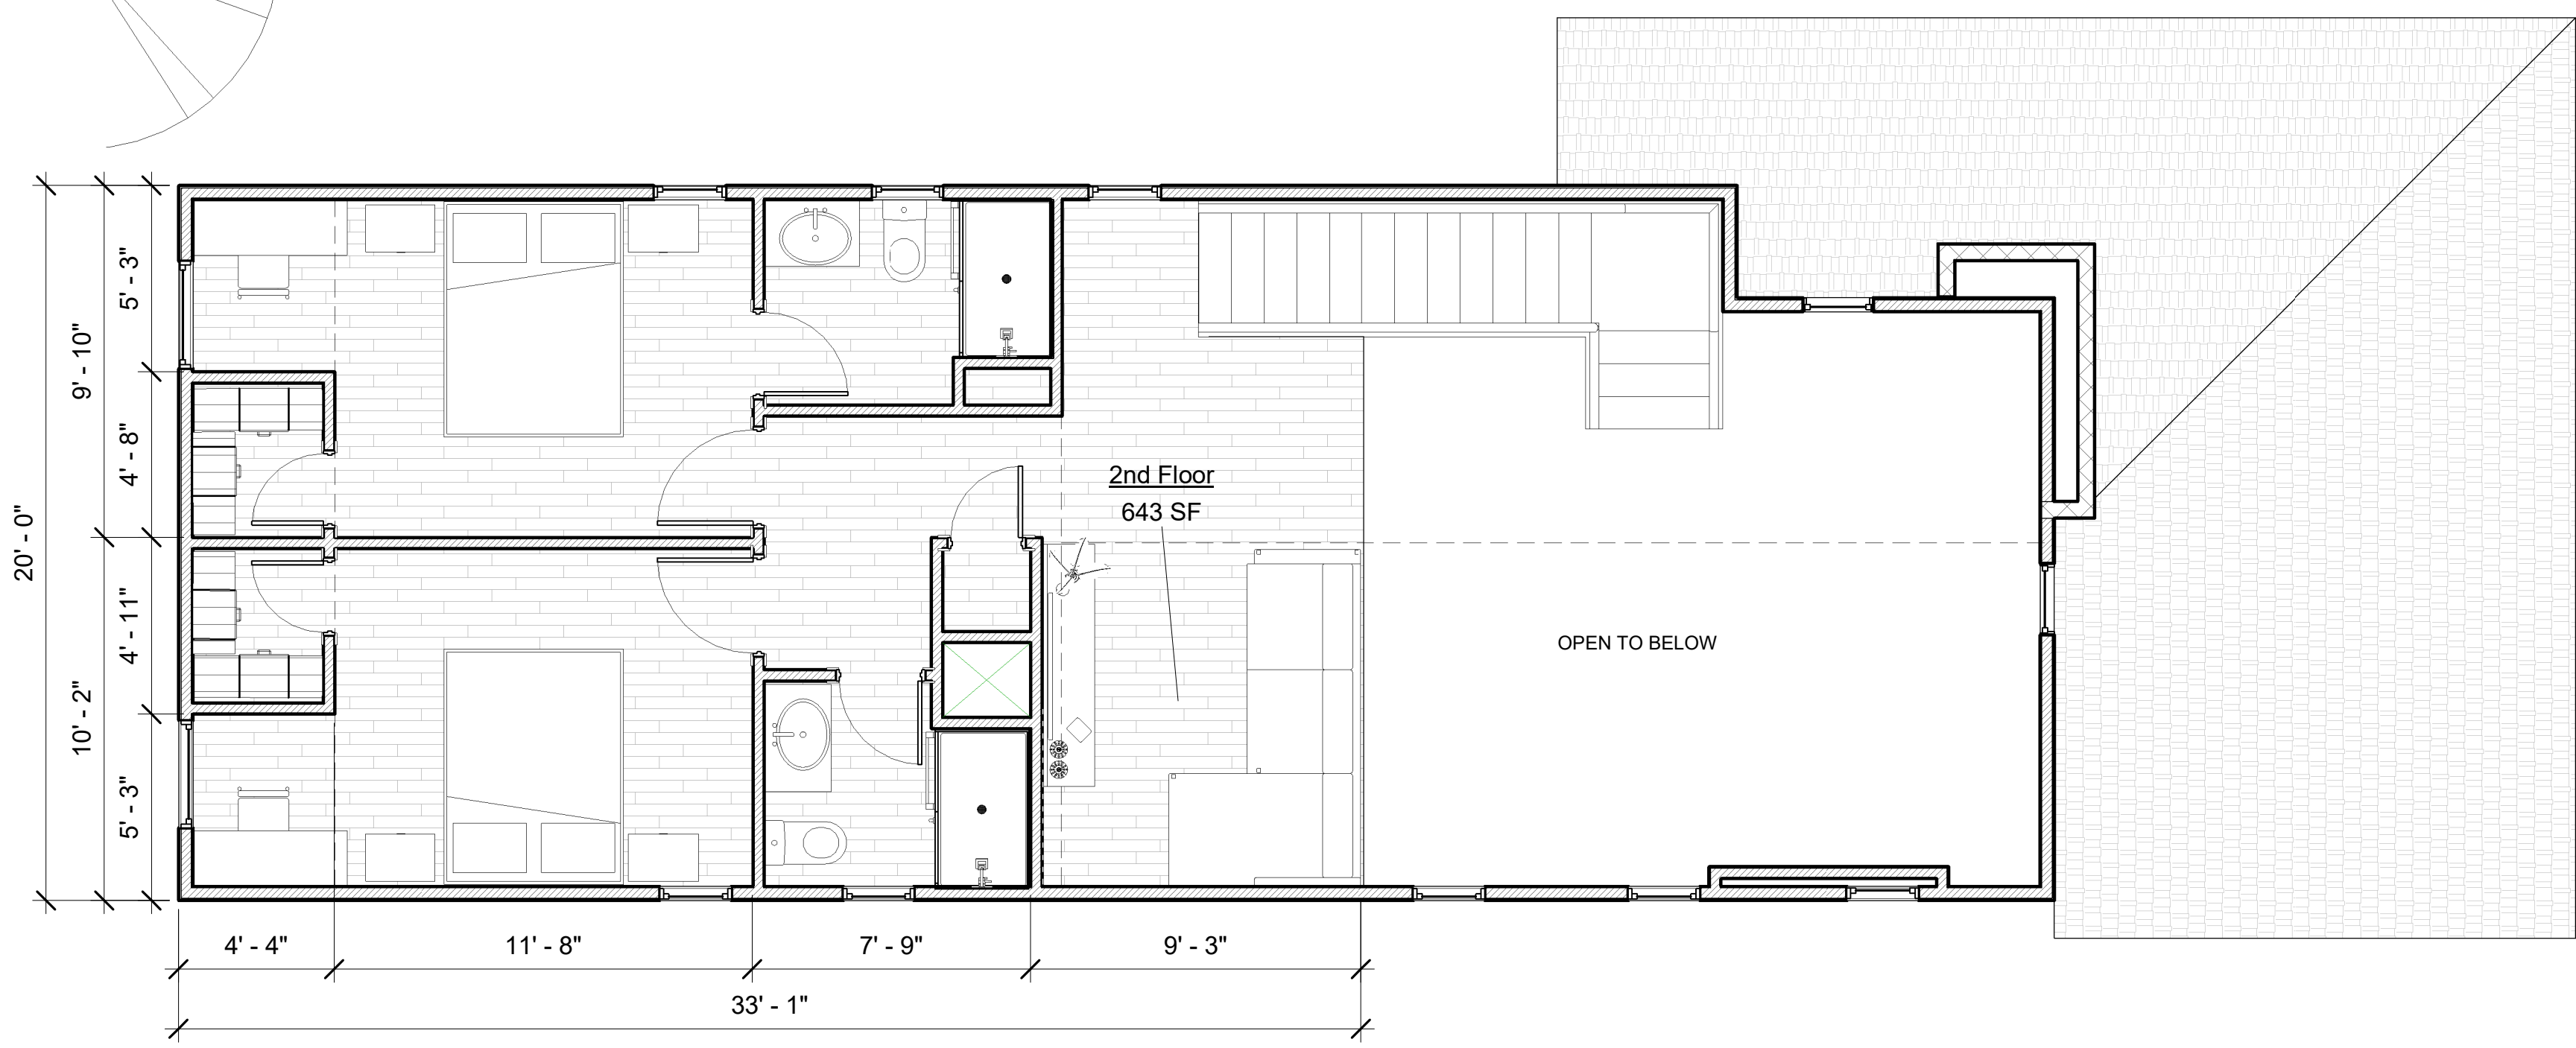 5' - 3"
9' - 10"
4' - 8"
20' - 0"
4' - 11"
10' - 2"
5' - 3"
2nd Floor
643 SF
OPEN TO BELOW
4' - 4"
11' - 8"
7' - 9"
9' - 3"
33' - 1"